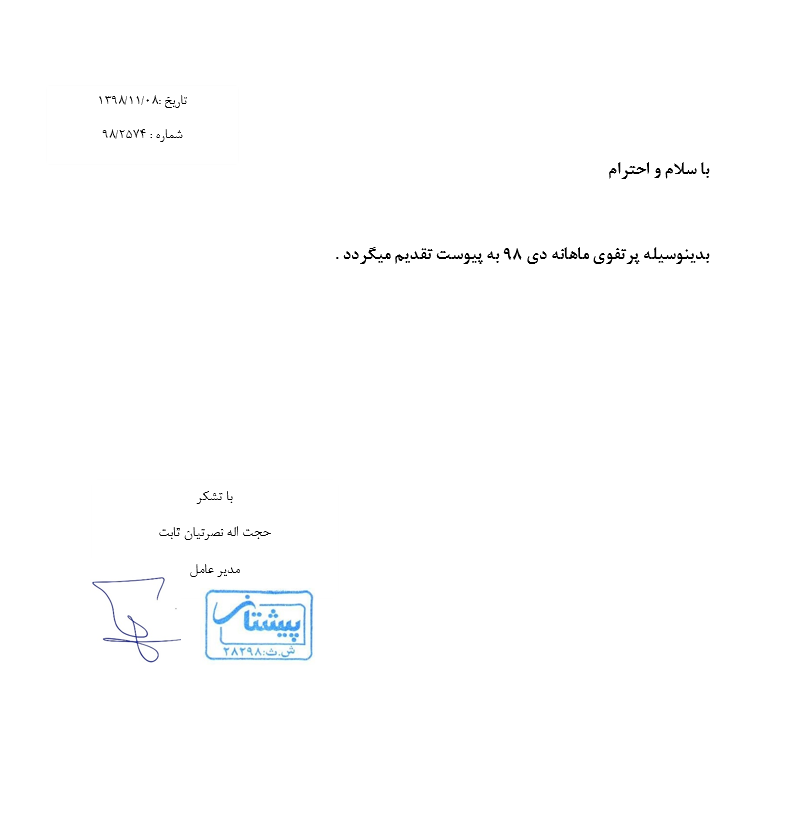 تاریخ :۱۳۹۸/۱۱/۰۸
شماره : ۹۸/۲۵۷۴
با سلام و احترام
بدینوسیله پرتفوی ماهانه دی ۹۸ به پیوست تقدیم میگردد .
با تشکر
حجت اله نصرتیان ثابت
مدیر عامل
پیشتاز
ش.ث:۲۸۲۹۸